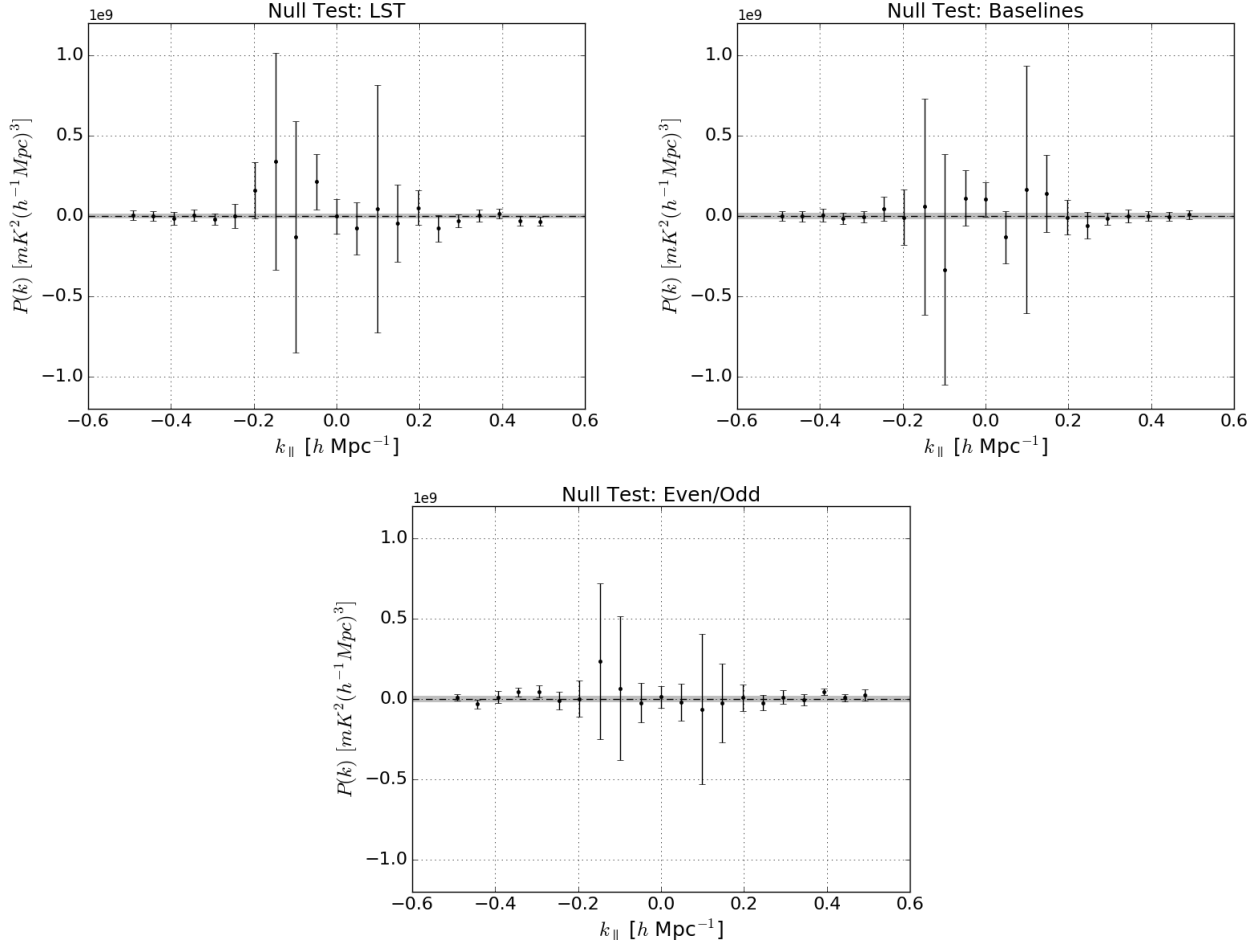 Null Test: LST
1e9
1.0
0.5
0.0
−0.5
−1.0
P(k) [mK²(h⁻¹Mpc)³]
−0.6 −0.4 −0.2 0.0 0.2 0.4 0.6
k∥ [h Mpc⁻¹]
Null Test: Baselines
1e9
1.0
0.5
0.0
−0.5
−1.0
P(k) [mK²(h⁻¹Mpc)³]
−0.6 −0.4 −0.2 0.0 0.2 0.4 0.6
k∥ [h Mpc⁻¹]
Null Test: Even/Odd
1e9
1.0
0.5
0.0
−0.5
−1.0
P(k) [mK²(h⁻¹Mpc)³]
−0.6 −0.4 −0.2 0.0 0.2 0.4 0.6
k∥ [h Mpc⁻¹]